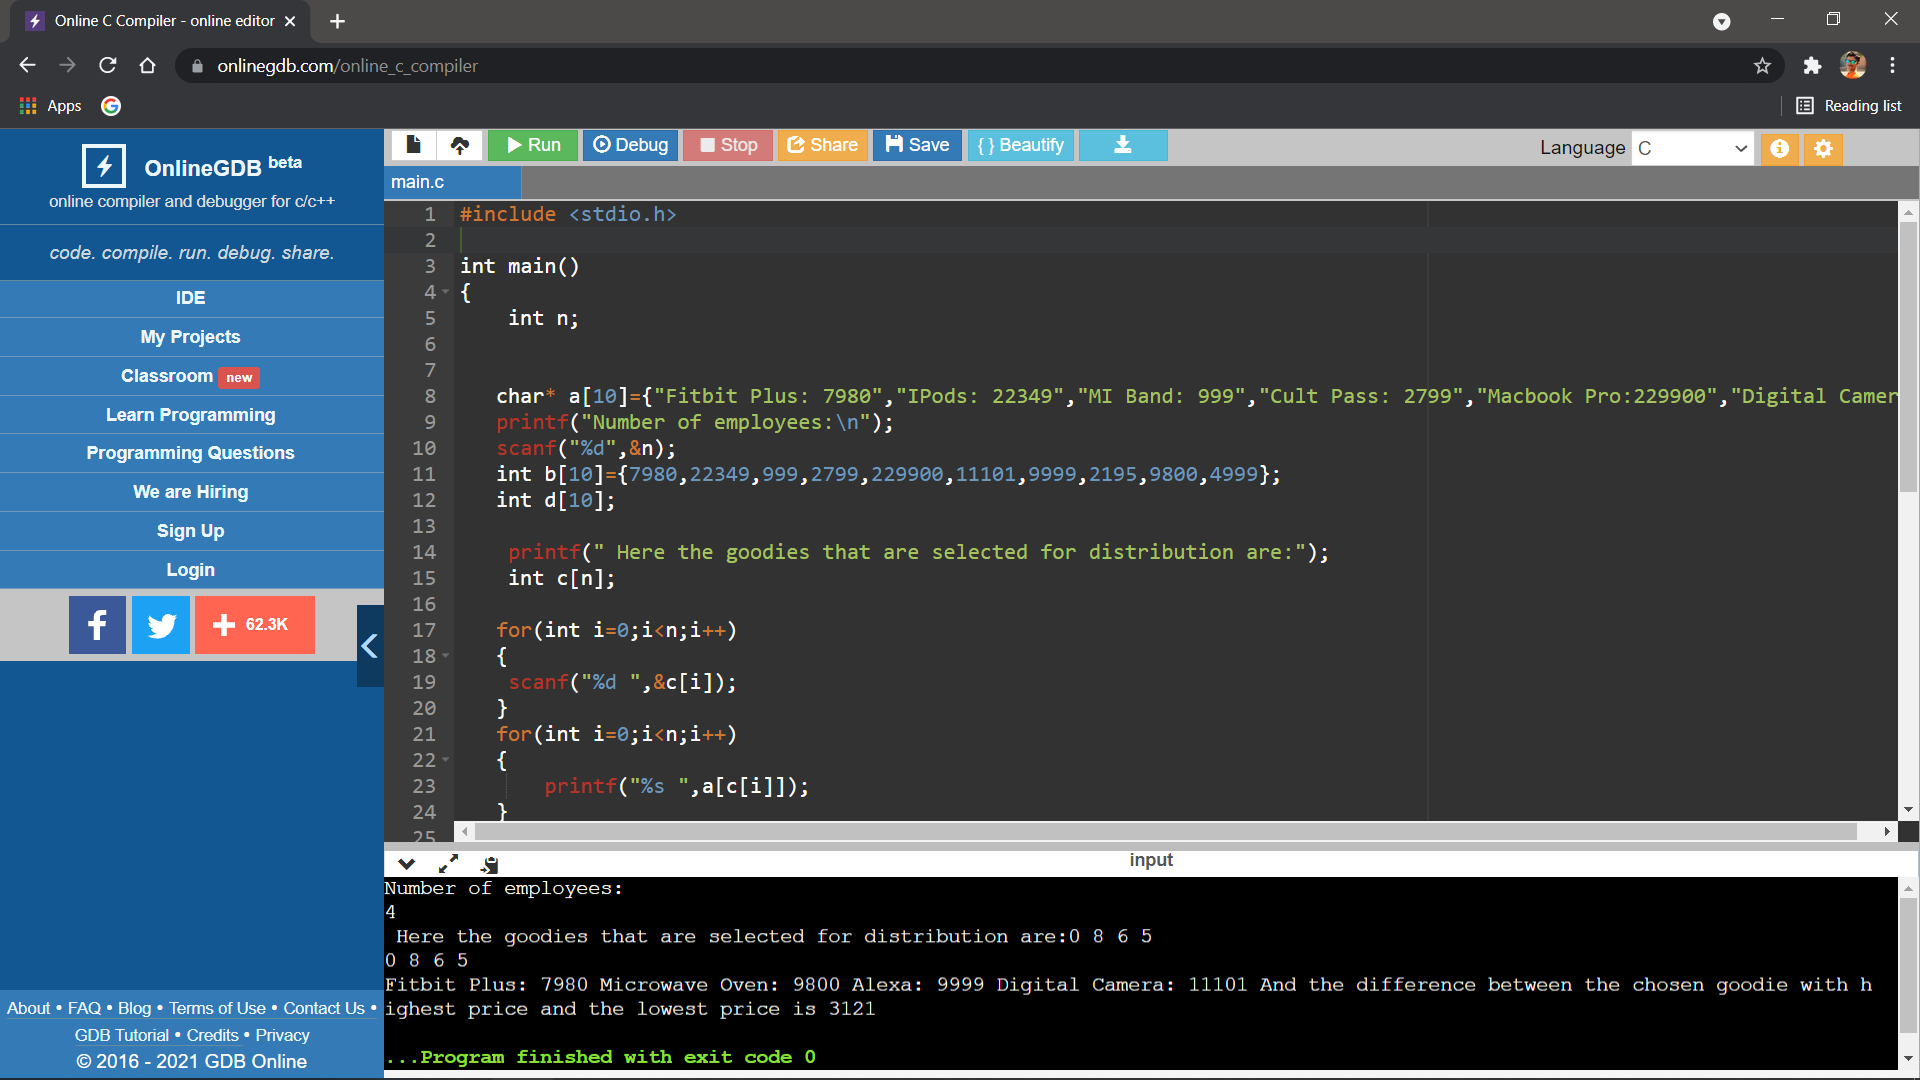 Online C Compiler - online editor
onlinegdb.com/online_c_compiler
Apps
Reading list
OnlineGDB beta
online compiler and debugger for c/c++
code. compile. run. debug. share.
IDE
My Projects
Classroom new
Learn Programming
Programming Questions
We are Hiring
Sign Up
Login
62.3K
About • FAQ • Blog • Terms of Use • Contact Us •
GDB Tutorial • Credits • Privacy
© 2016 - 2021 GDB Online
Run Debug Stop Share Save { } Beautify
Language C
main.c
1 #include <stdio.h>
2
3 int main()
4 {
5 int n;
6
7
8 char* a[10]={"Fitbit Plus: 7980","IPods: 22349","MI Band: 999","Cult Pass: 2799","Macbook Pro:229900","Digital Camer
9 printf("Number of employees:\n");
10 scanf("%d",&n);
11 int b[10]={7980,22349,999,2799,229900,11101,9999,2195,9800,4999};
12 int d[10];
13
14 printf(" Here the goodies that are selected for distribution are:");
15 int c[n];
16
17 for(int i=0;i<n;i++)
18 {
19 scanf("%d ",&c[i]);
20 }
21 for(int i=0;i<n;i++)
22 {
23 printf("%s ",a[c[i]]);
24 }
25
input
Number of employees:
4
Here the goodies that are selected for distribution are:0 8 6 5
0 8 6 5
Fitbit Plus: 7980 Microwave Oven: 9800 Alexa: 9999 Digital Camera: 11101 And the difference between the chosen goodie with h
ighest price and the lowest price is 3121
...Program finished with exit code 0